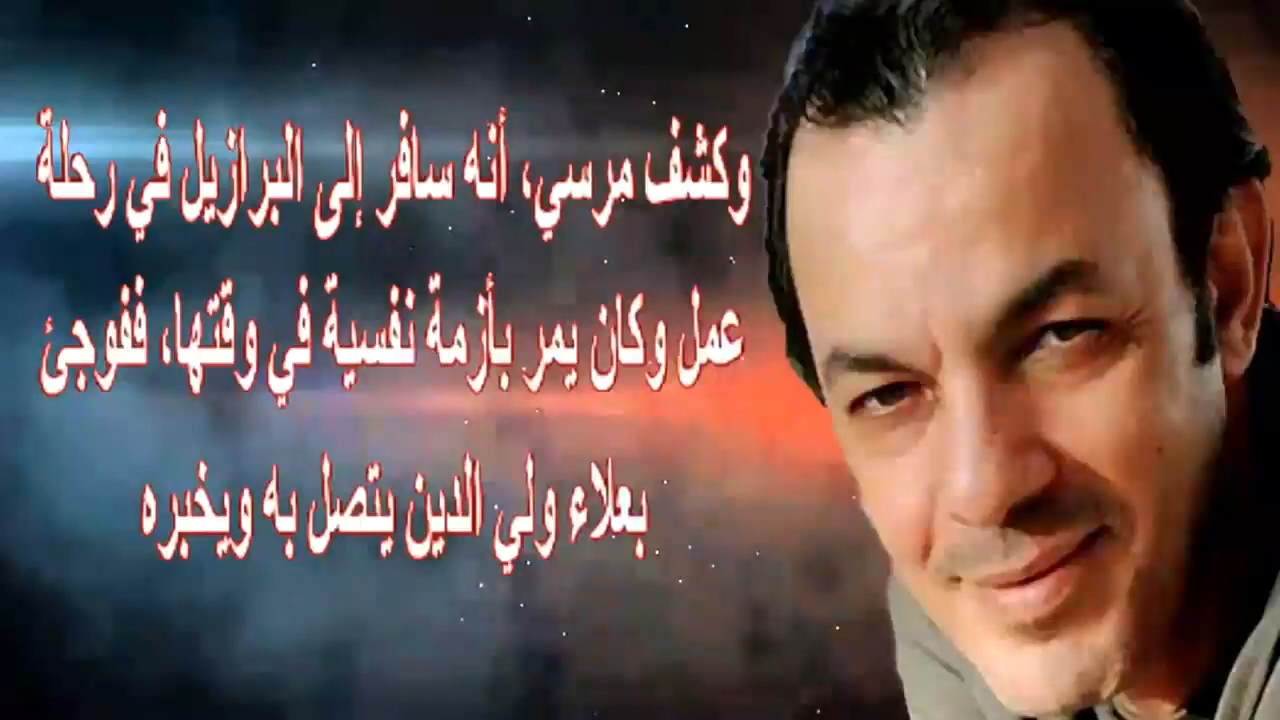 وكشف مرسي، أنه سافر إلى البرازيل في رحلة
عمل وكان يمر بأزمة نفسية في وقتها، ففوجئ
بعلاء ولي الدين يتصل به ويخبره